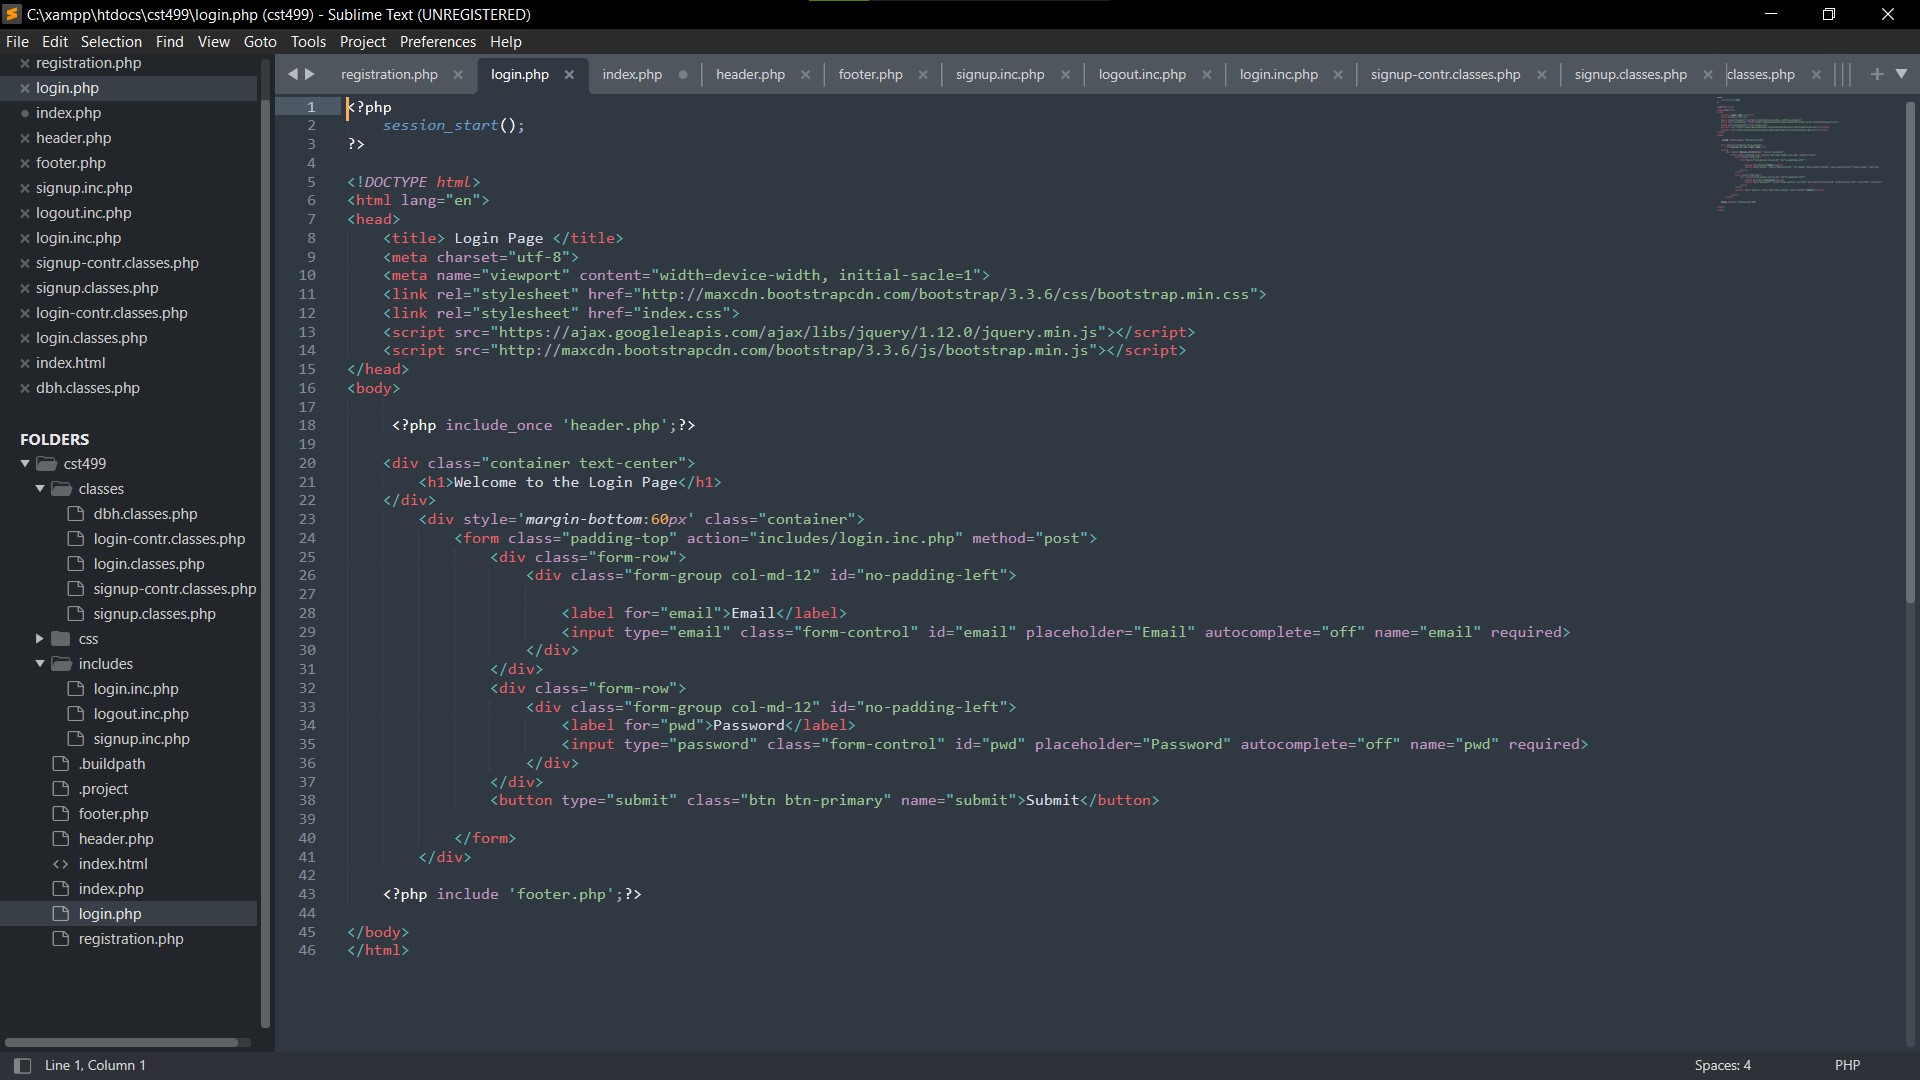 C:\xampp\htdocs\cst499\login.php (cst499) - Sublime Text (UNREGISTERED)
File Edit Selection Find View Goto Tools Project Preferences Help
registration.php
login.php
index.php
header.php
footer.php
signup.inc.php
logout.inc.php
login.inc.php
signup-contr.classes.php
signup.classes.php
login-contr.classes.php
login.classes.php
index.html
dbh.classes.php
FOLDERS
cst499
classes
dbh.classes.php
login-contr.classes.php
login.classes.php
signup-contr.classes.php
signup.classes.php
css
includes
login.inc.php
logout.inc.php
signup.inc.php
.buildpath
.project
footer.php
header.php
index.html
index.php
login.php
registration.php
registration.php login.php index.php header.php footer.php signup.inc.php logout.inc.php login.inc.php signup-contr.classes.php signup.classes.php classes.php
1 <?php
2 session_start();
3 ?>
4
5 <!DOCTYPE html>
6 <html lang="en">
7 <head>
8 <title> Login Page </title>
9 <meta charset="utf-8">
10 <meta name="viewport" content="width=device-width, initial-sacle=1">
11 <link rel="stylesheet" href="http://maxcdn.bootstrapcdn.com/bootstrap/3.3.6/css/bootstrap.min.css">
12 <link rel="stylesheet" href="index.css">
13 <script src="https://ajax.googleleapis.com/ajax/libs/jquery/1.12.0/jquery.min.js"></script>
14 <script src="http://maxcdn.bootstrapcdn.com/bootstrap/3.3.6/js/bootstrap.min.js"></script>
15 </head>
16 <body>
17
18 <?php include_once 'header.php';?>
19
20 <div class="container text-center">
21 <h1>Welcome to the Login Page</h1>
22 </div>
23 <div style='margin-bottom:60px' class="container">
24 <form class="padding-top" action="includes/login.inc.php" method="post">
25 <div class="form-row">
26 <div class="form-group col-md-12" id="no-padding-left">
27
28 <label for="email">Email</label>
29 <input type="email" class="form-control" id="email" placeholder="Email" autocomplete="off" name="email" required>
30 </div>
31 </div>
32 <div class="form-row">
33 <div class="form-group col-md-12" id="no-padding-left">
34 <label for="pwd">Password</label>
35 <input type="password" class="form-control" id="pwd" placeholder="Password" autocomplete="off" name="pwd" required>
36 </div>
37 </div>
38 <button type="submit" class="btn btn-primary" name="submit">Submit</button>
39
40 </form>
41 </div>
42
43 <?php include 'footer.php';?>
44
45 </body>
46 </html>
Line 1, Column 1
Spaces: 4
PHP